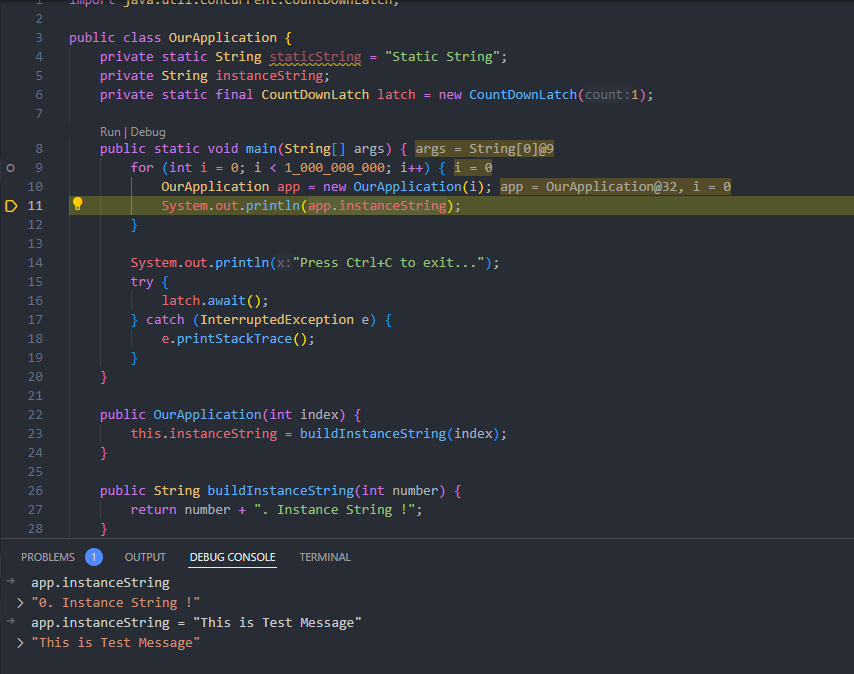 1 import java.util.concurrent.CountDownLatch;
2
3 public class OurApplication {
4 private static String staticString = "Static String";
5 private String instanceString;
6 private static final CountDownLatch latch = new CountDownLatch(count:1);
7
Run | Debug
8 public static void main(String[] args) { args = String[0]@9
9 for (int i = 0; i < 1_000_000_000; i++) { i = 0
10 OurApplication app = new OurApplication(i); app = OurApplication@32, i = 0
11 System.out.println(app.instanceString);
12 }
13
14 System.out.println(x:"Press Ctrl+C to exit...");
15 try {
16 latch.await();
17 } catch (InterruptedException e) {
18 e.printStackTrace();
19 }
20 }
21
22 public OurApplication(int index) {
23 this.instanceString = buildInstanceString(index);
24 }
25
26 public String buildInstanceString(int number) {
27 return number + ". Instance String !";
28 }
PROBLEMS 1 OUTPUT DEBUG CONSOLE TERMINAL
app.instanceString
"0. Instance String !"
app.instanceString = "This is Test Message"
"This is Test Message"